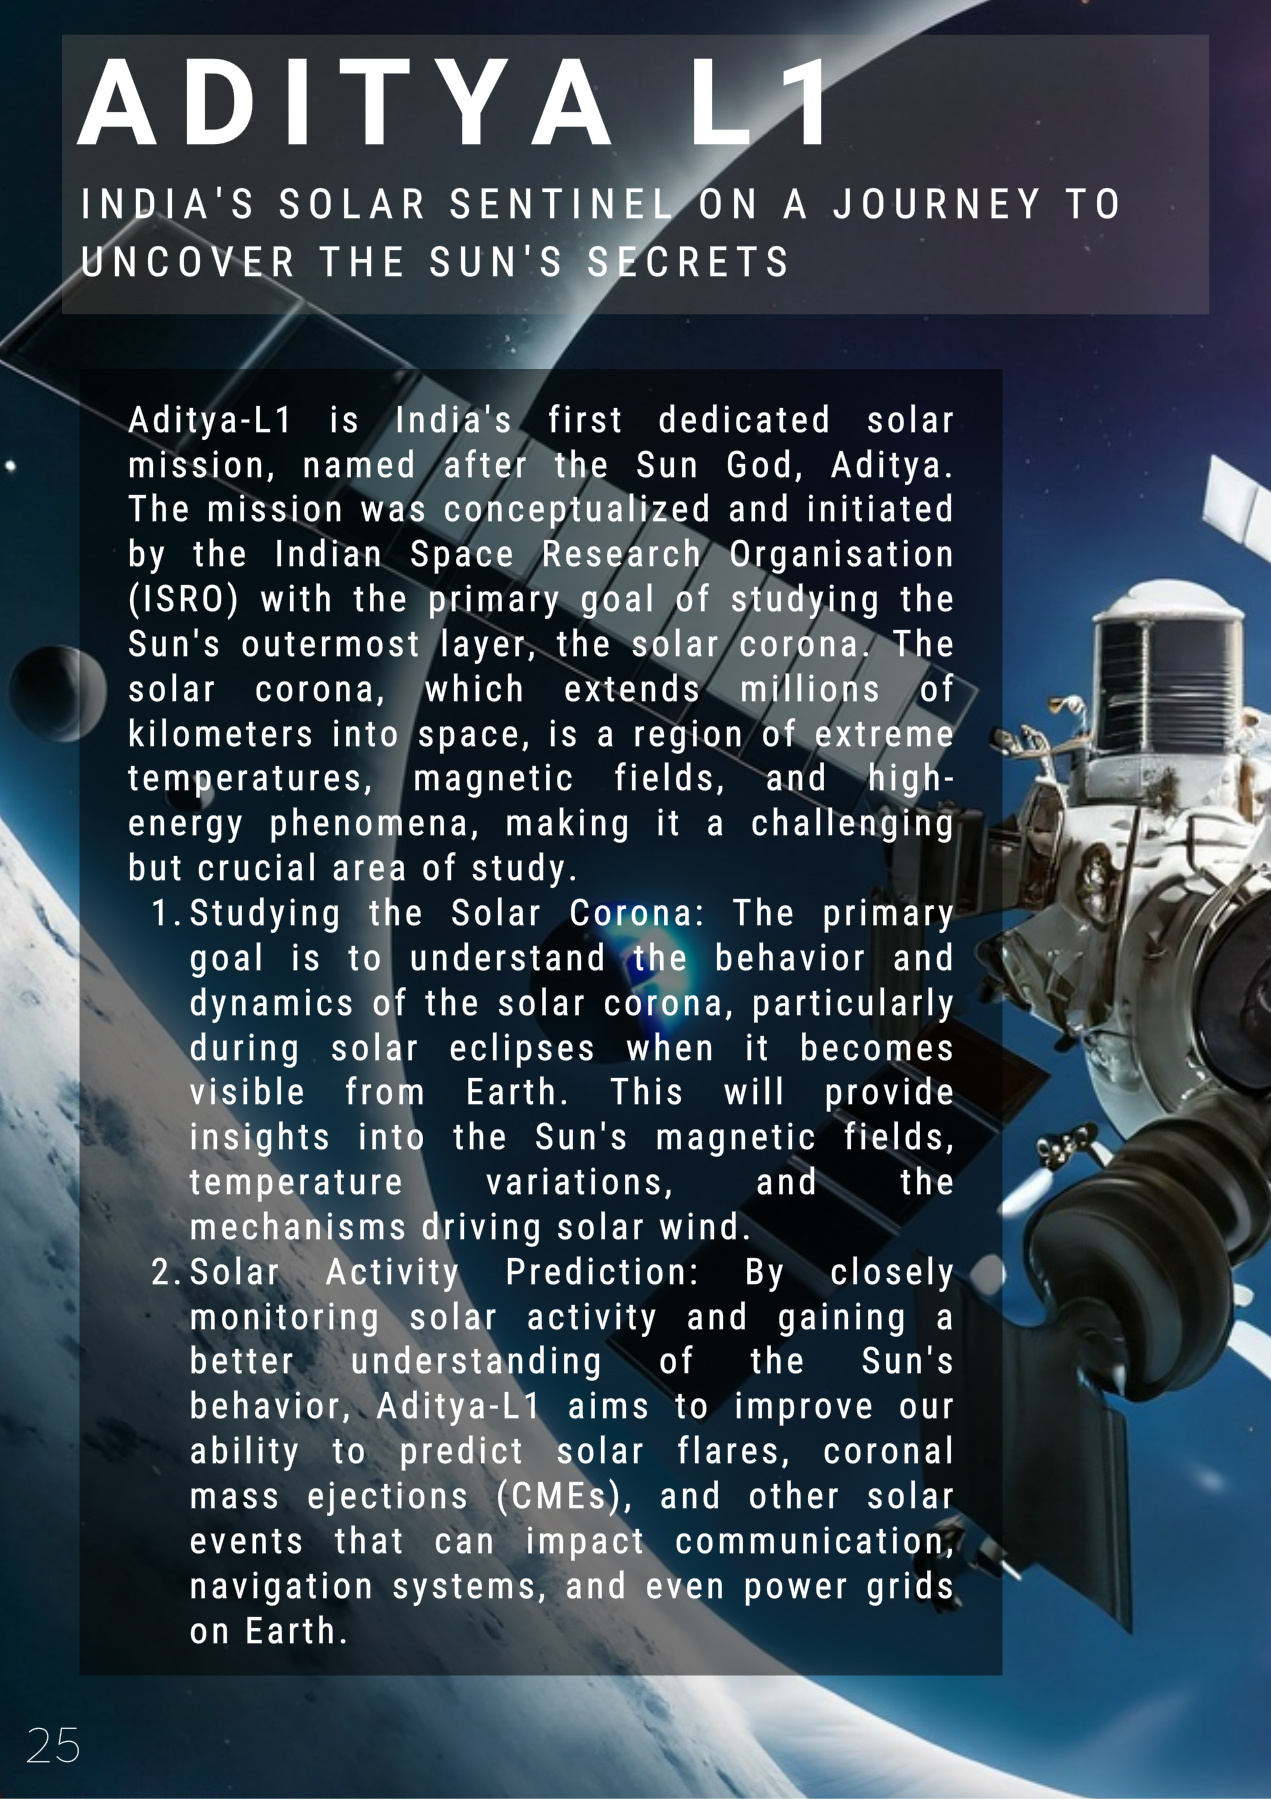 ADITYA L1
INDIA'S SOLAR SENTINEL ON A JOURNEY TO
UNCOVER THE SUN'S SECRETS
Aditya-L1 is India's first dedicated solar
mission, named after the Sun God, Aditya.
The mission was conceptualized and initiated
by the Indian Space Research Organisation
(ISRO) with the primary goal of studying the
Sun's outermost layer, the solar corona. The
solar corona, which extends millions of
kilometers into space, is a region of extreme
temperatures, magnetic fields, and high-
energy phenomena, making it a challenging
but crucial area of study.
1. Studying the Solar Corona: The primary
goal is to understand the behavior and
dynamics of the solar corona, particularly
during solar eclipses when it becomes
visible from Earth. This will provide
insights into the Sun's magnetic fields,
temperature variations, and the
mechanisms driving solar wind.
2. Solar Activity Prediction: By closely
monitoring solar activity and gaining a
better understanding of the Sun's
behavior, Aditya-L1 aims to improve our
ability to predict solar flares, coronal
mass ejections (CMEs), and other solar
events that can impact communication,
navigation systems, and even power grids
on Earth.
25